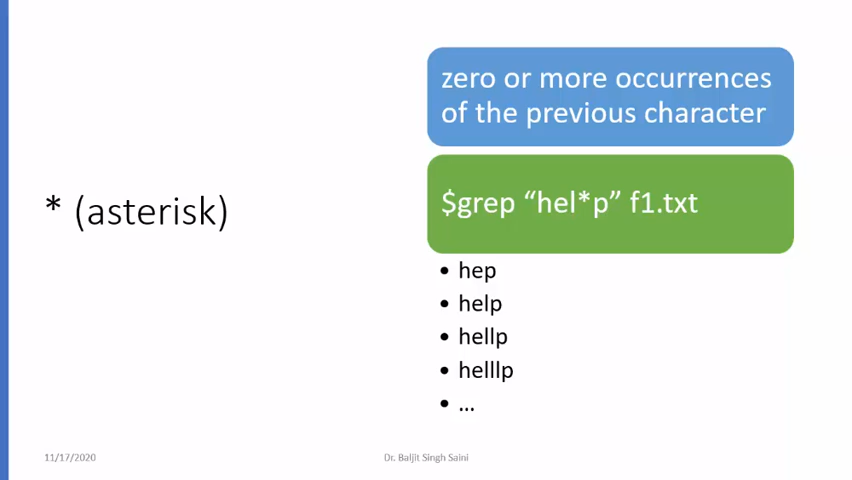 * (asterisk)
zero or more occurrences
of the previous character
$grep “hel*p” f1.txt
• hep
• help
• hellp
• helllp
• ...
11/17/2020
Dr. Baljit Singh Saini